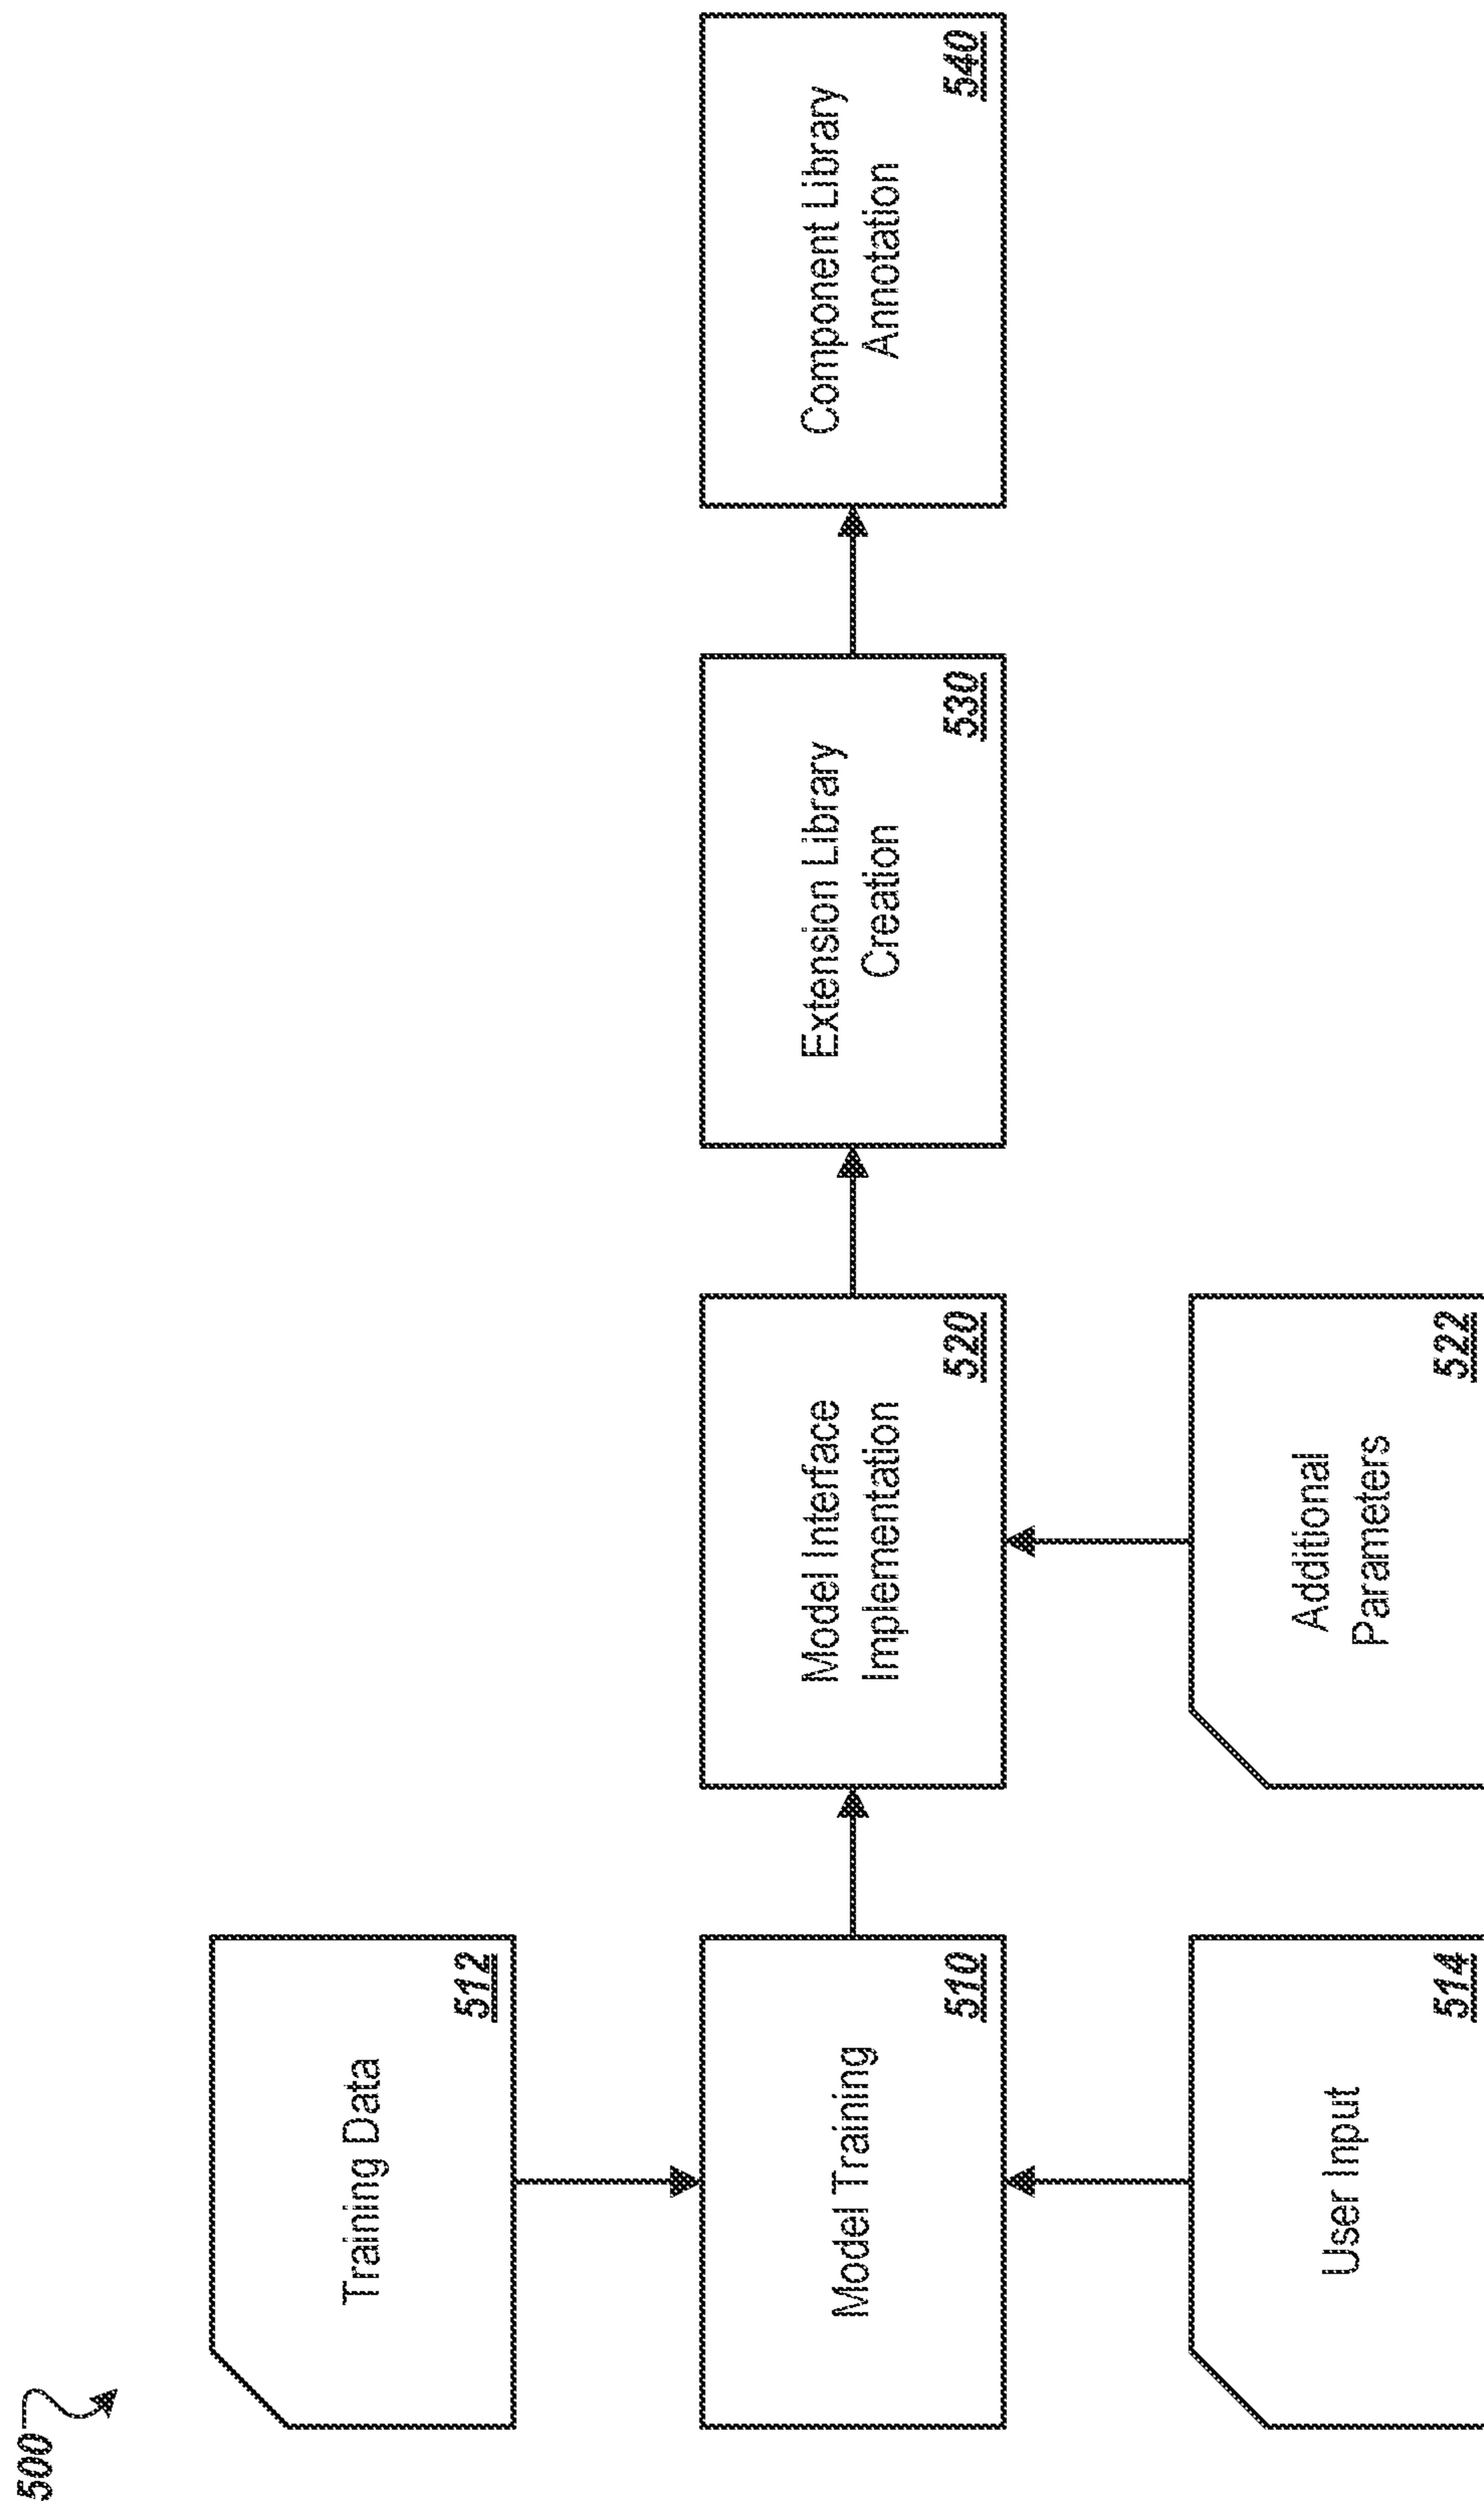 500
Training Data
512
Model Training
510
User Input
514
Model Interface
Implementation
520
Additional
Parameters
522
Extension Library
Creation
530
Component Library
Annotation
540